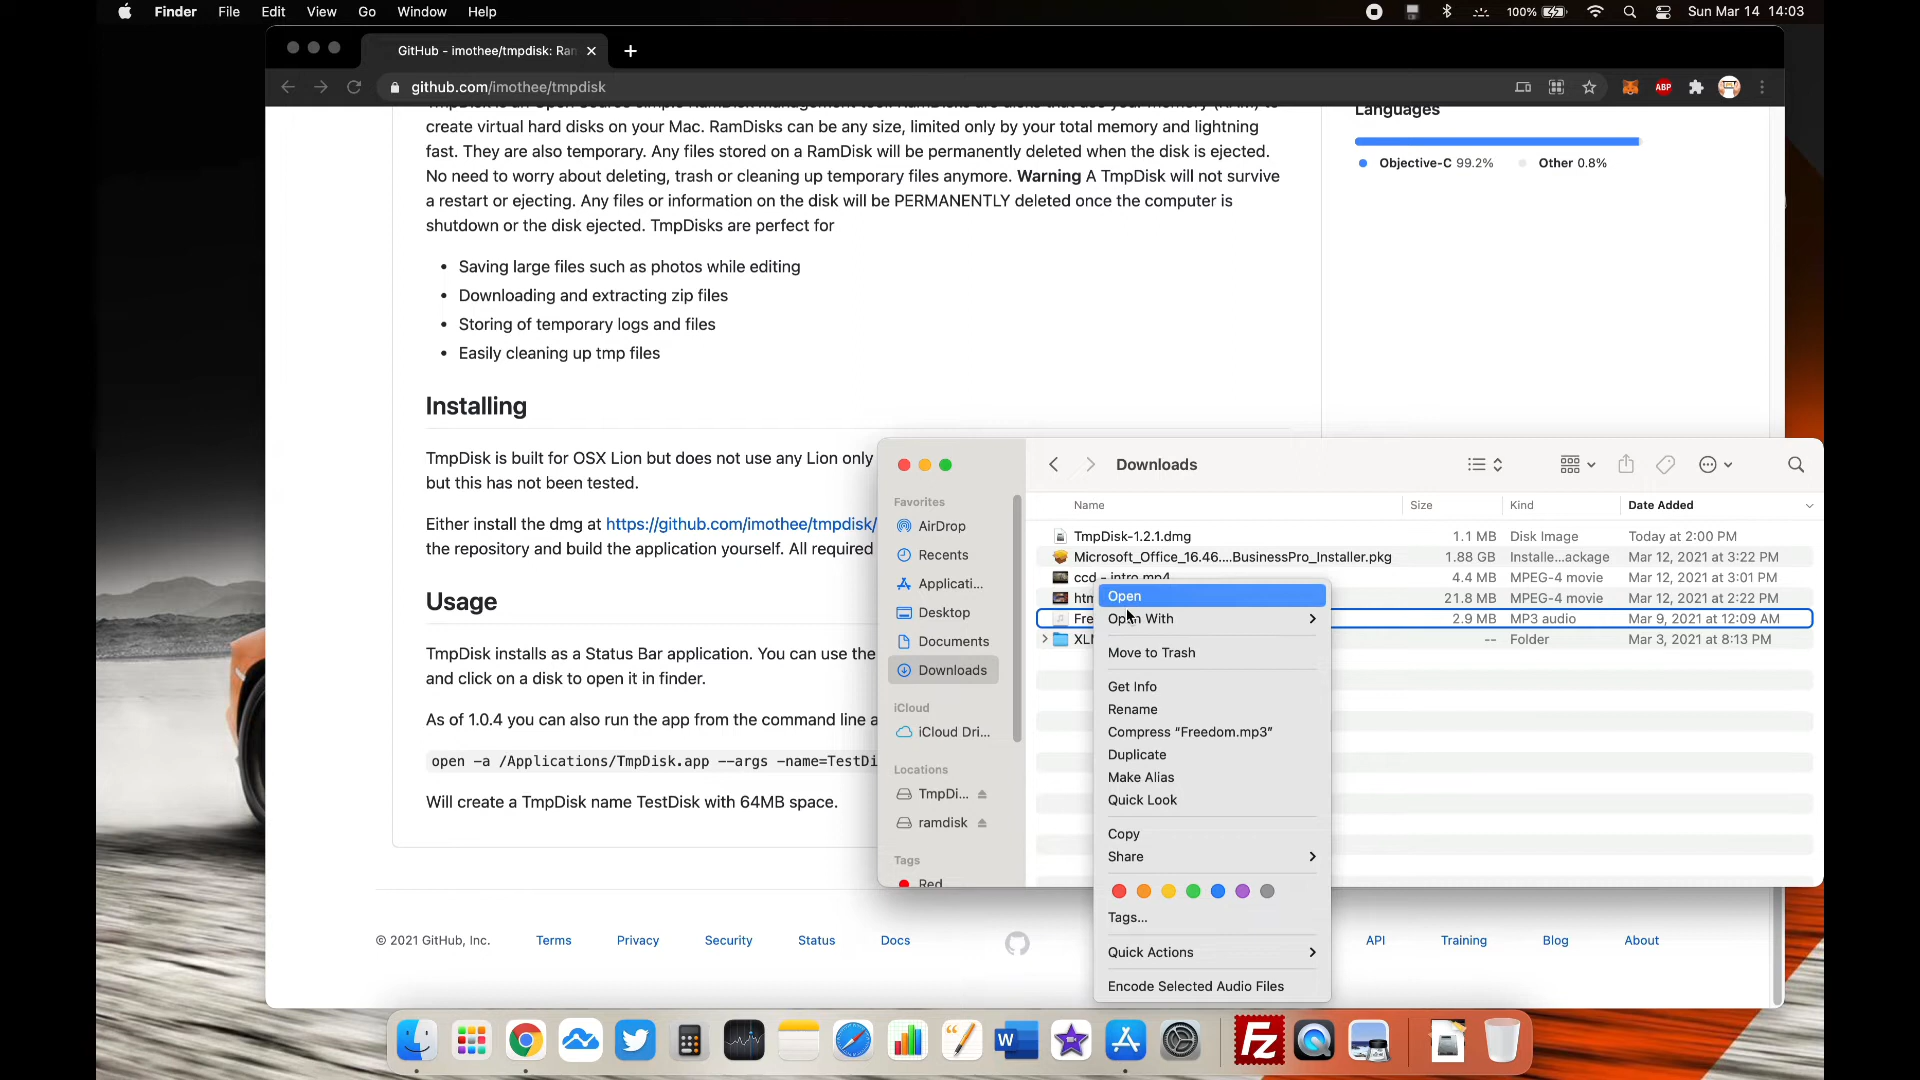 Finder File Edit View Go Window Help 100% Sun Mar 14 14:03
GitHub - imothee/tmpdisk: Ran
github.com/imothee/tmpdisk
ABP
create virtual hard disks on your Mac. RamDisks can be any size, limited only by your total memory and lightning
fast. They are also temporary. Any files stored on a RamDisk will be permanently deleted when the disk is ejected.
No need to worry about deleting, trash or cleaning up temporary files anymore. Warning A TmpDisk will not survive
a restart or ejecting. Any files or information on the disk will be PERMANENTLY deleted once the computer is
shutdown or the disk ejected. TmpDisks are perfect for
• Saving large files such as photos while editing
• Downloading and extracting zip files
• Storing of temporary logs and files
• Easily cleaning up tmp files
Languages
Objective-C 99.2% Other 0.8%
Installing
TmpDisk is built for OSX Lion but does not use any Lion only
but this has not been tested.
Either install the dmg at https://github.com/imothee/tmpdisk/
the repository and build the application yourself. All required
Usage
TmpDisk installs as a Status Bar application. You can use the
and click on a disk to open it in finder.
As of 1.0.4 you can also run the app from the command line a
open -a /Applications/TmpDisk.app --args -name=TestDi
Will create a TmpDisk name TestDisk with 64MB space.
© 2021 GitHub, Inc. Terms Privacy Security Status Docs API Training Blog About
Downloads
Favorites
AirDrop
Recents
Applicati...
Desktop
Documents
Downloads
iCloud
iCloud Dri...
Locations
TmpDi...
ramdisk
Tags
Red
Name Size Kind Date Added
TmpDisk-1.2.1.dmg 1.1 MB Disk Image Today at 2:00 PM
Microsoft_Office_16.46....BusinessPro_Installer.pkg 1.88 GB Installe...ackage Mar 12, 2021 at 3:22 PM
ccd - intro.mp4 4.4 MB MPEG-4 movie Mar 12, 2021 at 3:01 PM
htm 21.8 MB MPEG-4 movie Mar 12, 2021 at 2:22 PM
Fre 2.9 MB MP3 audio Mar 9, 2021 at 12:09 AM
XLM -- Folder Mar 3, 2021 at 8:13 PM
Open
Open With
Move to Trash
Get Info
Rename
Compress “Freedom.mp3”
Duplicate
Make Alias
Quick Look
Copy
Share
Tags...
Quick Actions
Encode Selected Audio Files
W
Fz